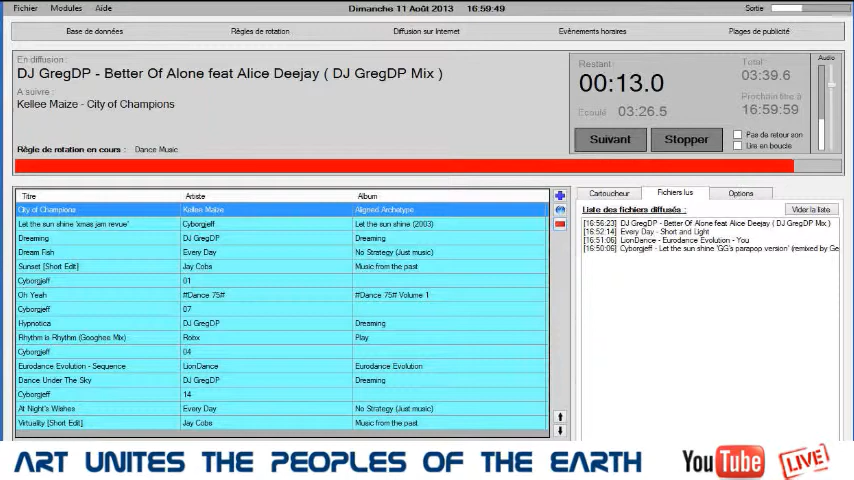 Fichier Modules Aide Dimanche 11 Août 2013 16:59:49 Sortie
Base de données Règles de rotation Diffusion sur Internet Evènements horaires Plages de publicité
En diffusion :
DJ GregDP - Better Of Alone feat Alice Deejay ( DJ GregDP Mix )
A suivre :
Kellee Maize - City of Champions
Règle de rotation en cours : Dance Music
Restant :
00:13.0
Ecoulé : 03:26.5
Total :
03:39.6
Prochain titre à
16:59:59
Suivant Stopper
Pas de retour son
Lire en boucle
Audio
Titre Artiste Album
City of Champions Kellee Maize Aligned Archetype
Let the sun shine 'xmas jam revue' Cyborgjeff Let the sun shine (2003)
Dreaming DJ GregDP Dreaming
Dream Fish Every Day No Strategy (Just music)
Sunset [Short Edit] Jay Cobs Music from the past
Cyborgjeff 01
Oh Yeah #Dance 75# #Dance 75# Volume 1
Cyborgjeff 07
Hypnotica DJ GregDP Dreaming
Rhythm is Rhythm (Googhes Mix) Robx Play
Cyborgjeff 04
Eurodance Evolution - Sequence LionDance Eurodance Evolution
Dance Under The Sky DJ GregDP Dreaming
Cyborgjeff 14
At Night's Wishes Every Day No Strategy (Just music)
Virtuality [Short Edit] Jay Cobs Music from the past
Cartoucheur Fichiers lus Options
Liste des fichiers diffusés : Vider la liste
[16:56:23] DJ GregDP - Better Of Alone feat Alice Deejay ( DJ GregDP Mix )
[16:52:14] Every Day - Short and Light
[16:51:06] LionDance - Eurodance Evolution - You
[16:50:06] Cyborgjeff - Let the sun shine 'GG's parapop version' (remixed by Ge
ART UNITES THE PEOPLES OF THE EARTH
YouTube LIVE